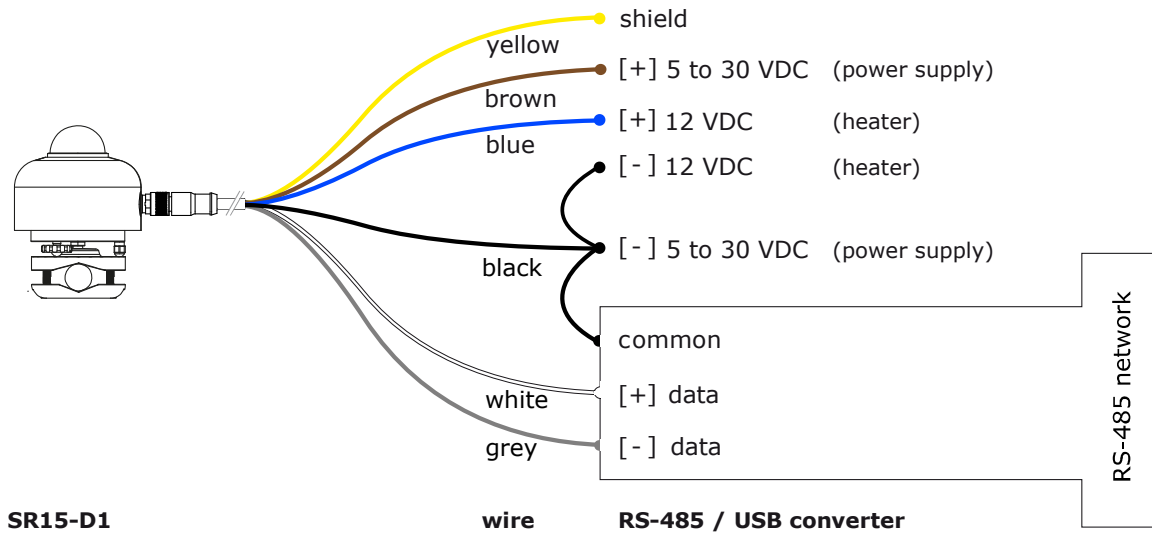 shield
yellow
[+] 5 to 30 VDC (power supply)
brown
[+] 12 VDC (heater)
blue
[-] 12 VDC (heater)
[-] 5 to 30 VDC (power supply)
black
common
white
[+] data
grey
[-] data
RS-485 network
SR15-D1 wire RS-485 / USB converter